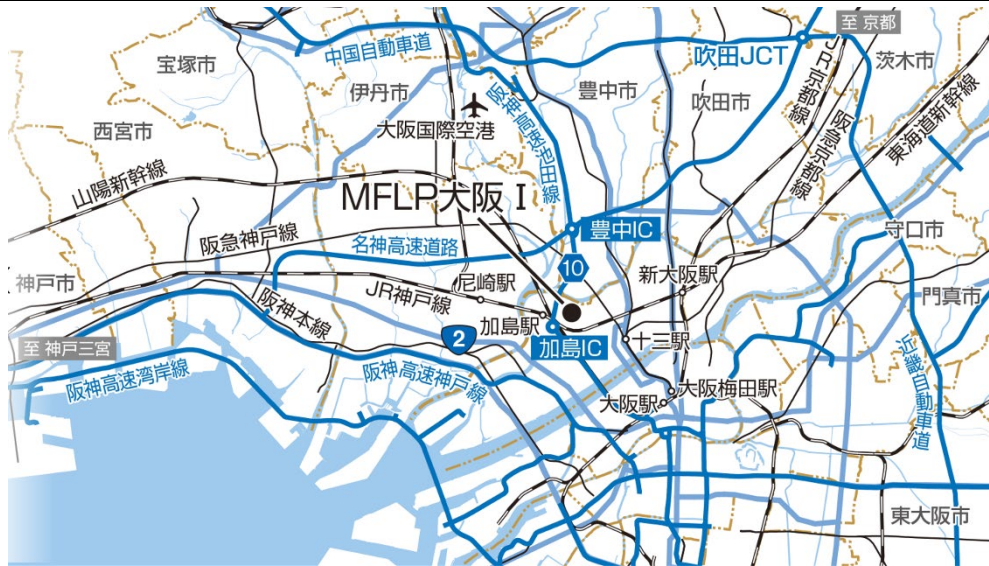 至 京都
中国自動車道
吹田JCT
宝塚市
茨木市
伊丹市
豊中市
阪神高速池田線
吹田市
JR京都線
阪急京都線
東海道新幹線
西宮市
大阪国際空港
山陽新幹線
MFLP大阪Ⅰ
豊中IC
守口市
阪急神戸線
名神高速道路
10
新大阪駅
神戸市
尼崎駅
門真市
JR神戸線
阪神本線
加島駅
2
加島IC
十三駅
至 神戸三宮
阪神高速湾岸線
阪神高速神戸線
大阪梅田駅
大阪駅
近畿自動車道
東大阪市